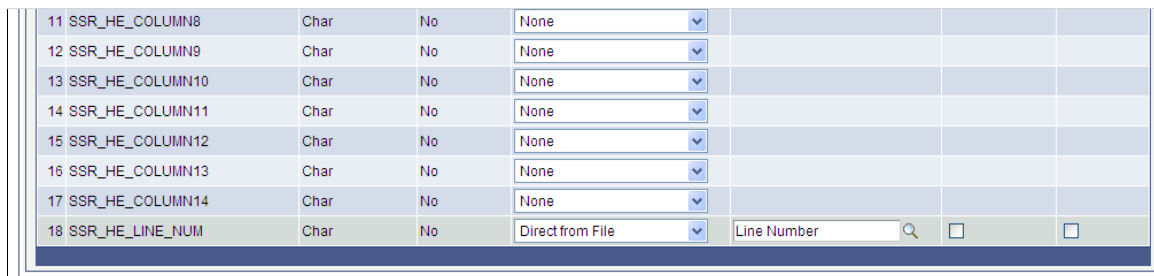 11 SSR_HE_COLUMN8 Char No None
12 SSR_HE_COLUMN9 Char No None
13 SSR_HE_COLUMN10 Char No None
14 SSR_HE_COLUMN11 Char No None
15 SSR_HE_COLUMN12 Char No None
16 SSR_HE_COLUMN13 Char No None
17 SSR_HE_COLUMN14 Char No None
18 SSR_HE_LINE_NUM Char No Direct from File Line Number